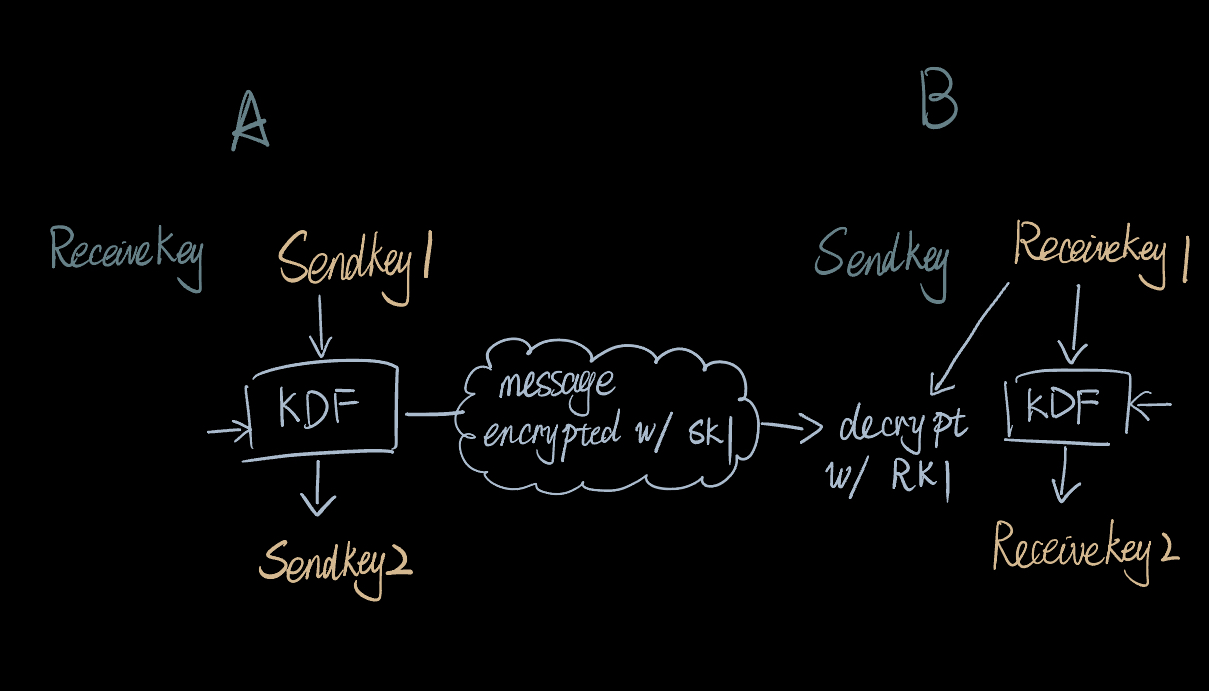 A
B
ReceiveKey
Sendkey1
Sendkey
Receivekey1
KDF
message
encrypted w/ SK1
decrypt
w/ RK1
KDF
Sendkey2
Receivekey2